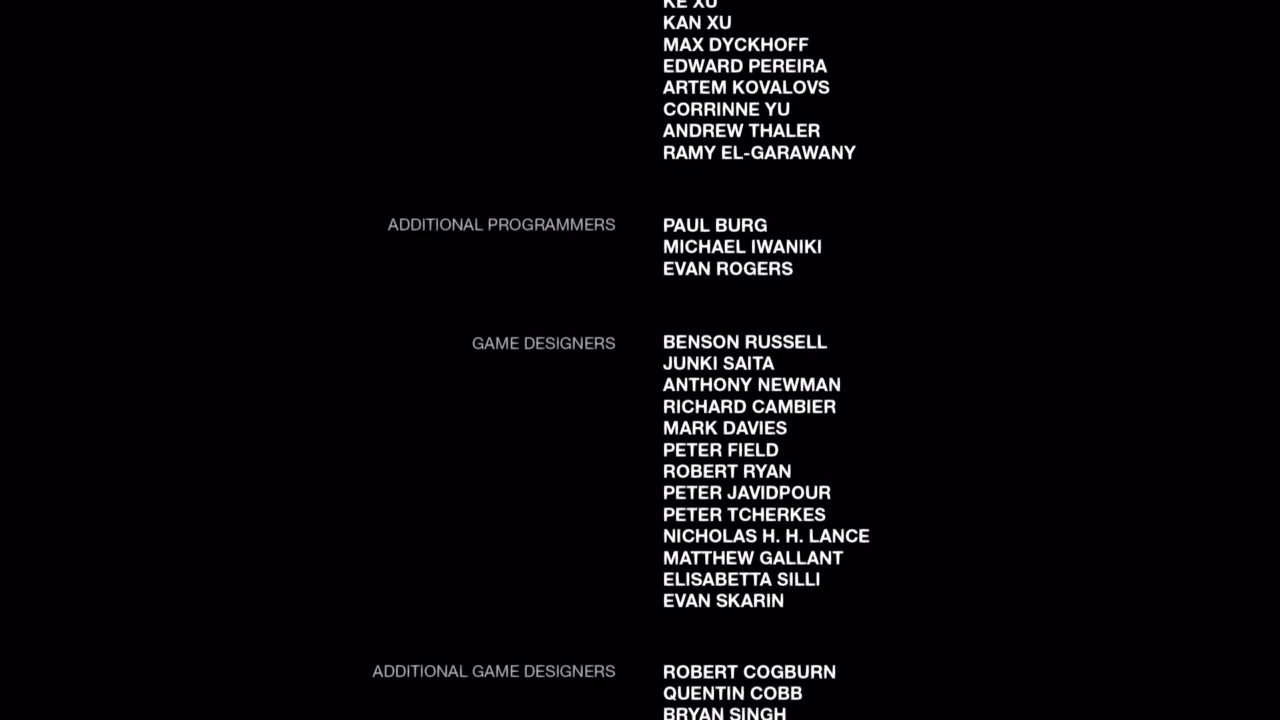 KE XU
KAN XU
MAX DYCKHOFF
EDWARD PEREIRA
ARTEM KOVALOVS
CORRINNE YU
ANDREW THALER
RAMY EL-GARAWANY
ADDITIONAL PROGRAMMERS PAUL BURG
MICHAEL IWANIKI
EVAN ROGERS
GAME DESIGNERS BENSON RUSSELL
JUNKI SAITA
ANTHONY NEWMAN
RICHARD CAMBIER
MARK DAVIES
PETER FIELD
ROBERT RYAN
PETER JAVIDPOUR
PETER TCHERKES
NICHOLAS H. H. LANCE
MATTHEW GALLANT
ELISABETTA SILLI
EVAN SKARIN
ADDITIONAL GAME DESIGNERS ROBERT COGBURN
QUENTIN COBB
BRYAN SINGH